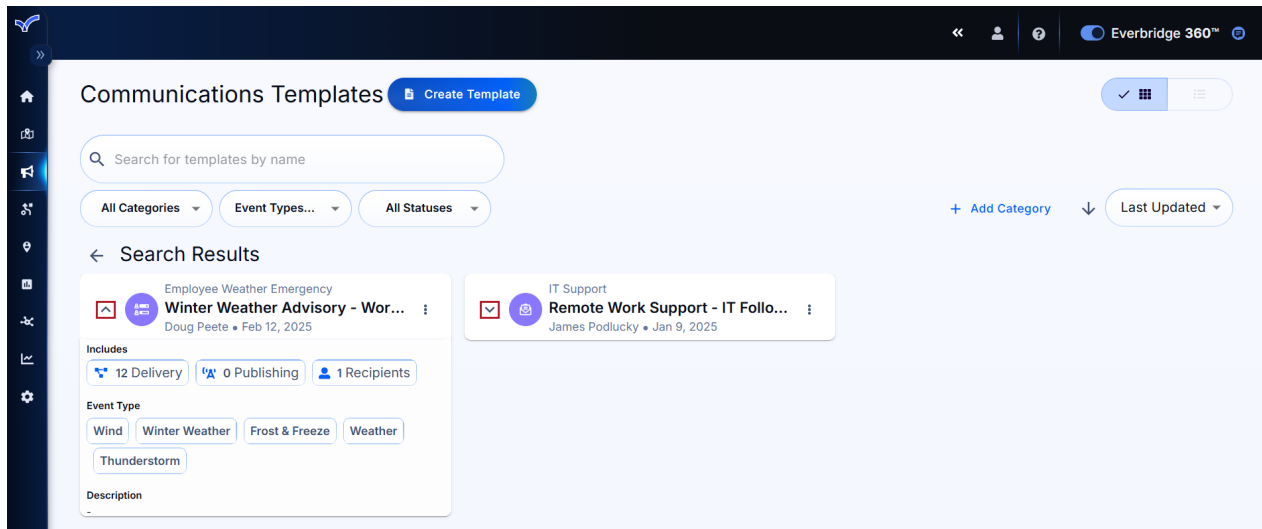 Everbridge 360™
Communications Templates
Create Template
Search for templates by name
All Categories
Event Types...
All Statuses
+ Add Category
Last Updated
Search Results
Employee Weather Emergency
Winter Weather Advisory - Wor...
Doug Peete • Feb 12, 2025
IT Support
Remote Work Support - IT Follo...
James Podlucky • Jan 9, 2025
Includes
12 Delivery
0 Publishing
1 Recipients
Event Type
Wind
Winter Weather
Frost & Freeze
Weather
Thunderstorm
Description
-